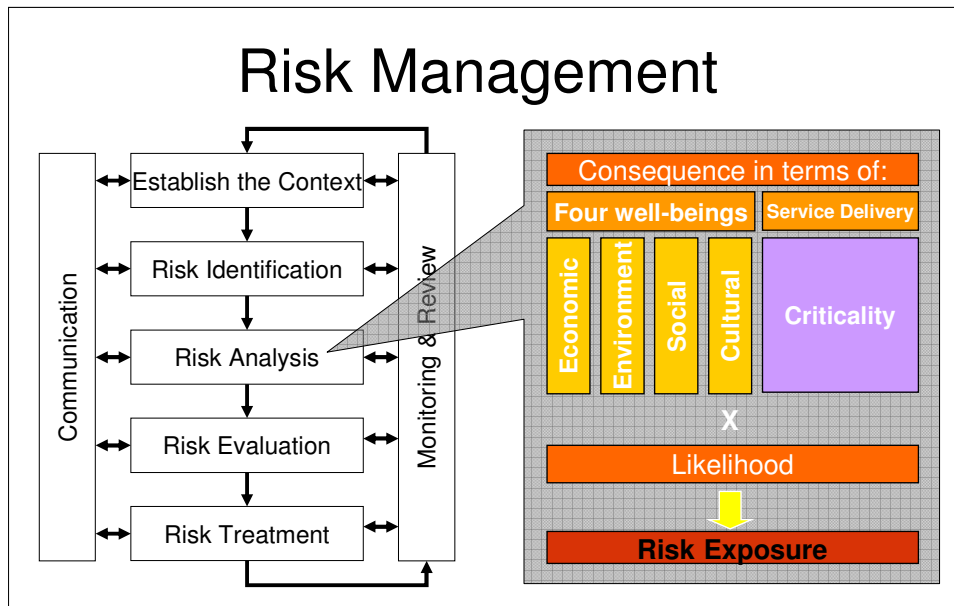 Risk Management
Communication
Establish the Context
Risk Identification
Risk Analysis
Risk Evaluation
Risk Treatment
Monitoring & Review
Consequence in terms of:
Four well-beings
Service Delivery
Economic
Environment
Social
Cultural
Criticality
X
Likelihood
Risk Exposure